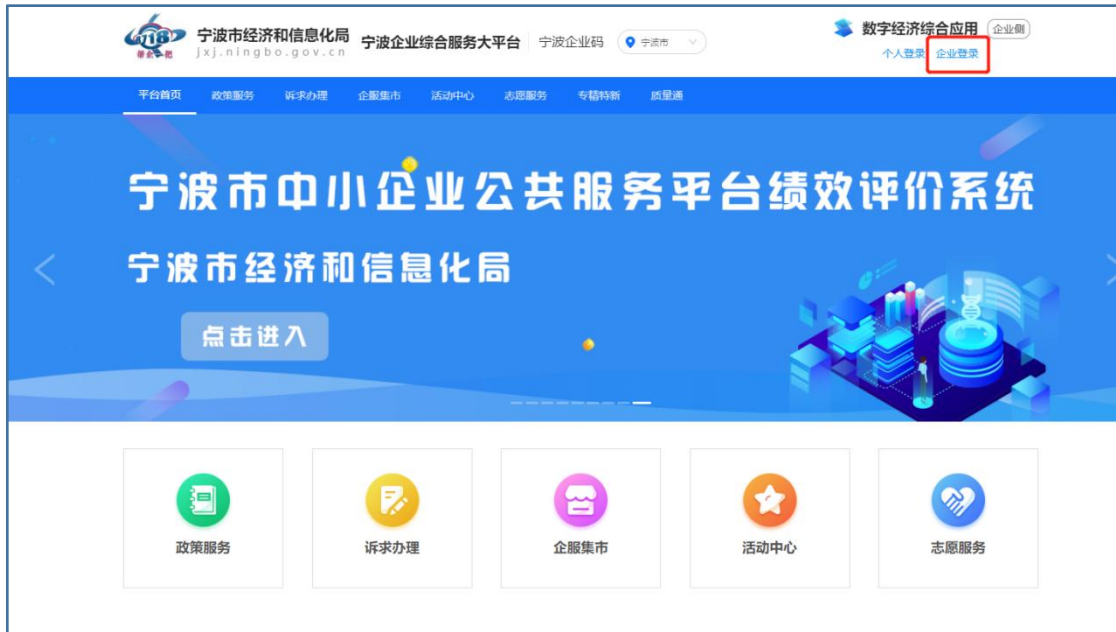 8718
帮企一把
宁波市经济和信息化局
jxj.ningbo.gov.cn
宁波企业综合服务大平台
宁波企业码
宁波市
数字经济综合应用
企业侧
个人登录
企业登录
平台首页 政策服务 诉求办理 企服集市 活动中心 志愿服务 专精特新 质量通
宁波市中小企业公共服务平台绩效评价系统
宁波市经济和信息化局
点击进入
政策服务
诉求办理
企服集市
活动中心
志愿服务